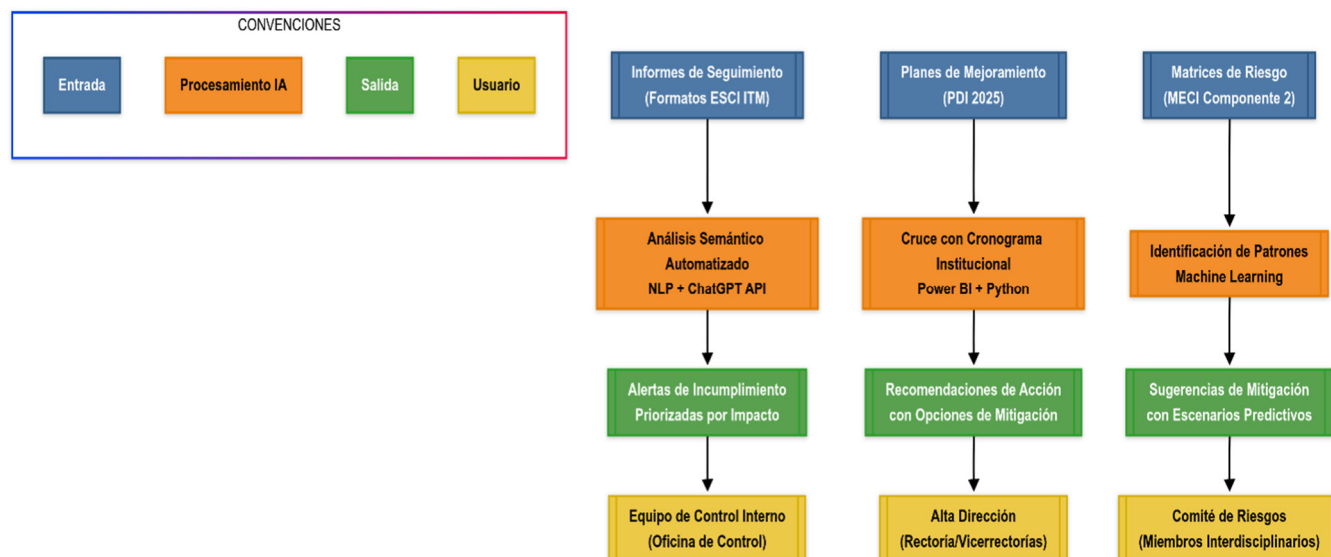 CONVENCIONES
Entrada
Procesamiento IA
Salida
Usuario
Informes de Seguimiento
(Formatos ESCI ITM)
Planes de Mejoramiento
(PDI 2025)
Matrices de Riesgo
(MECI Componente 2)
Análisis Semántico
Automatizado
NLP + ChatGPT API
Cruce con Cronograma
Institucional
Power BI + Python
Identificación de Patrones
Machine Learning
Alertas de Incumplimiento
Priorizadas por Impacto
Recomendaciones de Acción
con Opciones de Mitigación
Sugerencias de Mitigación
con Escenarios Predictivos
Equipo de Control Interno
(Oficina de Control)
Alta Dirección
(Rectoría/Vicerrectorías)
Comité de Riesgos
(Miembros Interdisciplinarios)